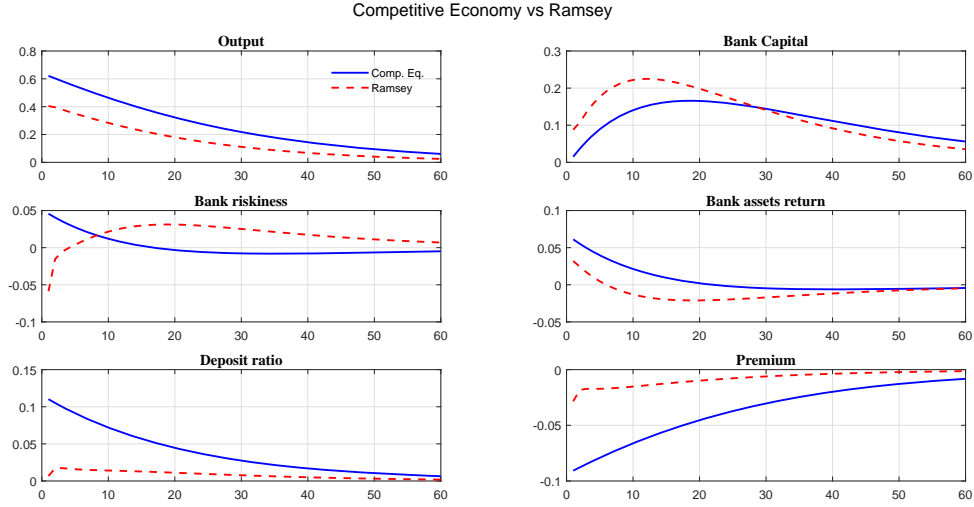 Competitive Economy vs Ramsey
Output
0.8
0.6
0.4
0.2
0
0 10 20 30 40 50 60
Comp. Eq.
Ramsey
Bank Capital
0.3
0.2
0.1
0
0 10 20 30 40 50 60
Bank riskiness
0.05
0
-0.05
-0.1
0 10 20 30 40 50 60
Bank assets return
0.1
0.05
0
-0.05
0 10 20 30 40 50 60
Deposit ratio
0.15
0.1
0.05
0
0 10 20 30 40 50 60
Premium
0
-0.05
-0.1
0 10 20 30 40 50 60